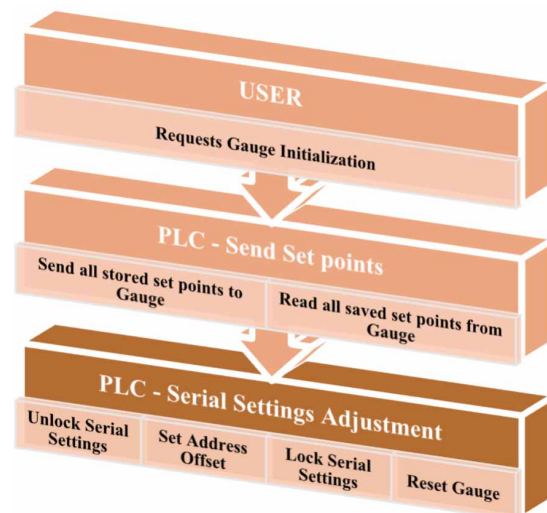 USER
Requests Gauge Initialization
PLC - Send Set points
Send all stored set points to
Gauge
Read all saved set points from
Gauge
PLC - Serial Settings Adjustment
Unlock Serial
Settings
Set Address
Offset
Lock Serial
Settings
Reset Gauge